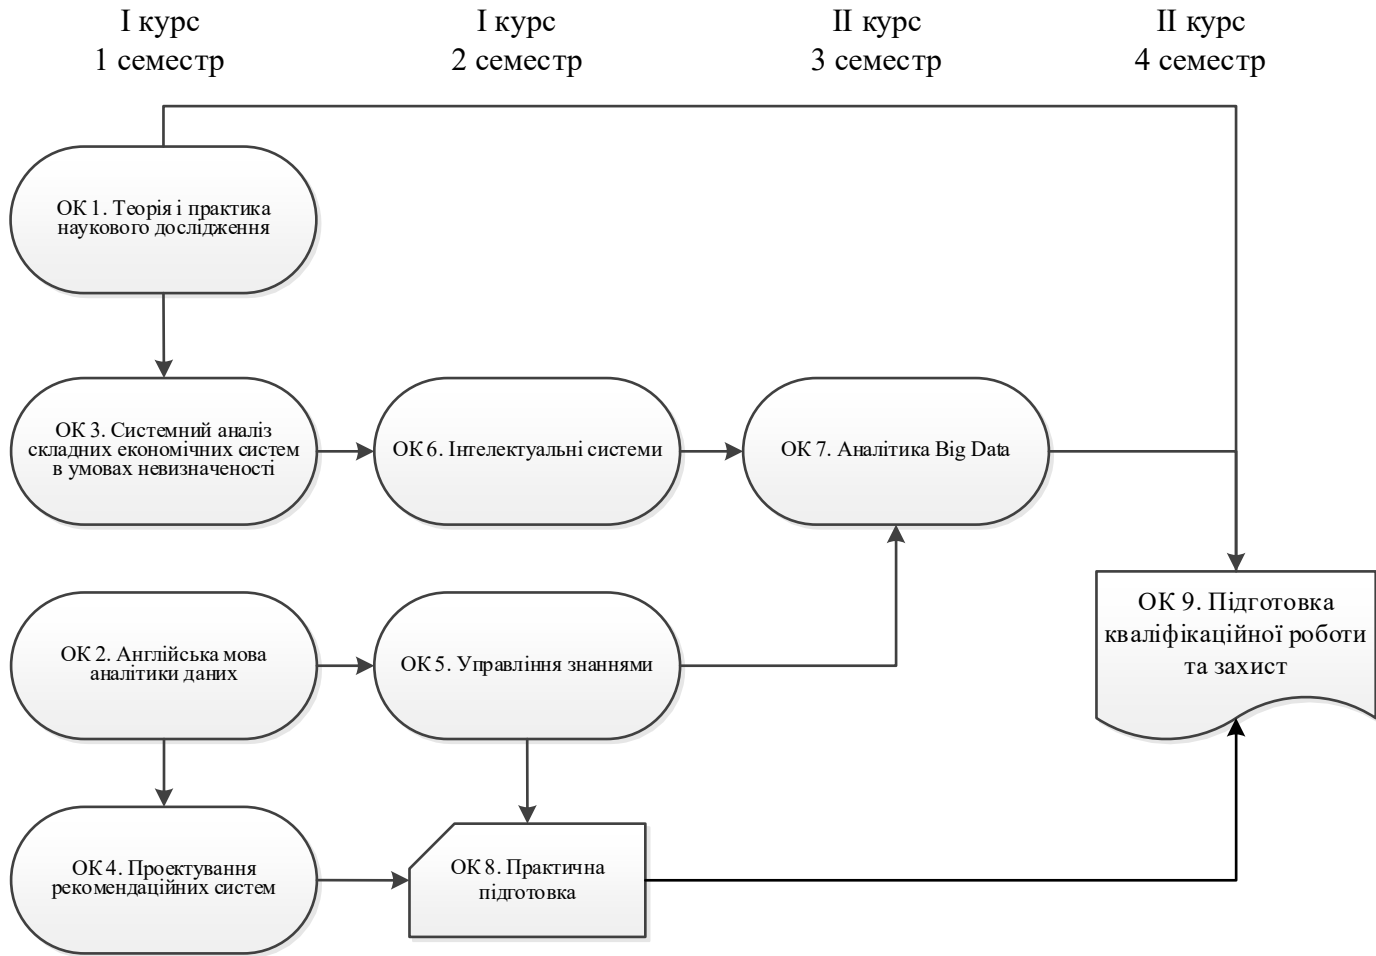 I курс
1 семестр
I курс
2 семестр
II курс
3 семестр
II курс
4 семестр
ОК 1. Теорія і практика
наукового дослідження
ОК 3. Системний аналіз
складних економічних систем
в умовах невизначеності
ОК 6. Інтелектуальні системи
ОК 7. Аналітика Big Data
ОК 2. Англійська мова
аналітики даних
ОК 5. Управління знаннями
ОК 9. Підготовка
кваліфікаційної роботи
та захист
ОК 4. Проектування
рекомендаційних систем
ОК 8. Практична
підготовка